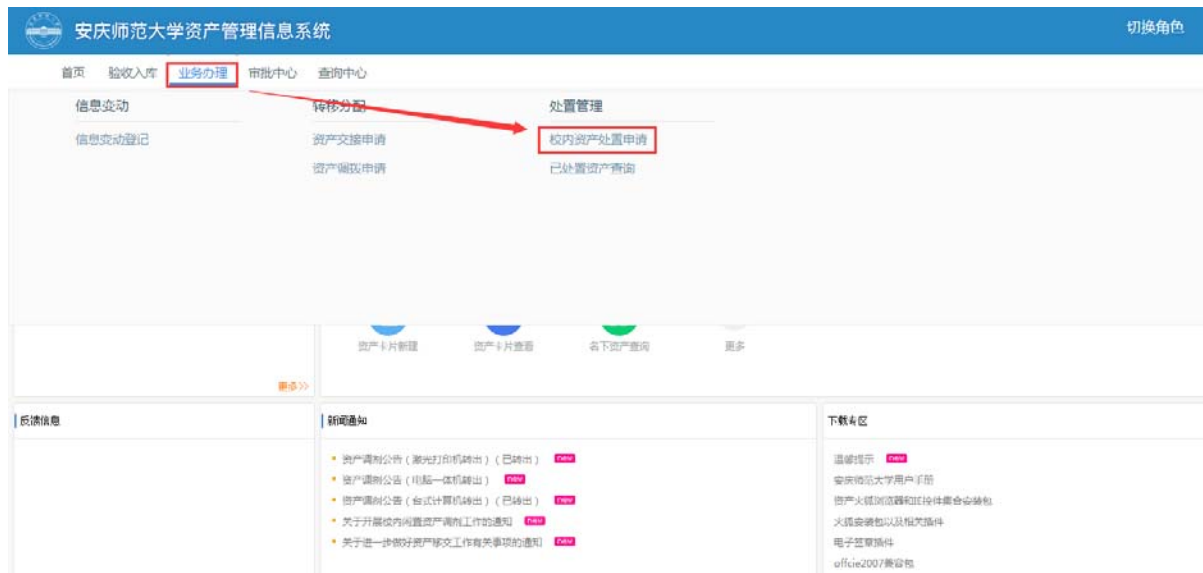 安庆师范大学资产管理信息系统
切换角色
首页 验收入库 业务办理 审批中心 查询中心
信息变动 转移分配 处置管理
信息变动登记 资产交接申请 校内资产处置申请
资产调拨申请 已处置资产查询
资产卡片新建 资产卡片查看 名下资产查询 更多
更多>>
反馈信息 新闻通知 下载专区
资产调剂公告(激光打印机转出)(已转出) new
资产调剂公告(电脑一体机转出) new
资产调剂公告(台式计算机转出)(已转出) new
关于开展校内闲置资产调剂工作的通知 new
关于进一步做好资产移交工作有关事项的通知 new
温馨提示 new
安庆师范大学用户手册
资产火狐浏览器和IE控件集合安装包
火狐安装包以及相关插件
电子签章插件
offcie2007兼容包